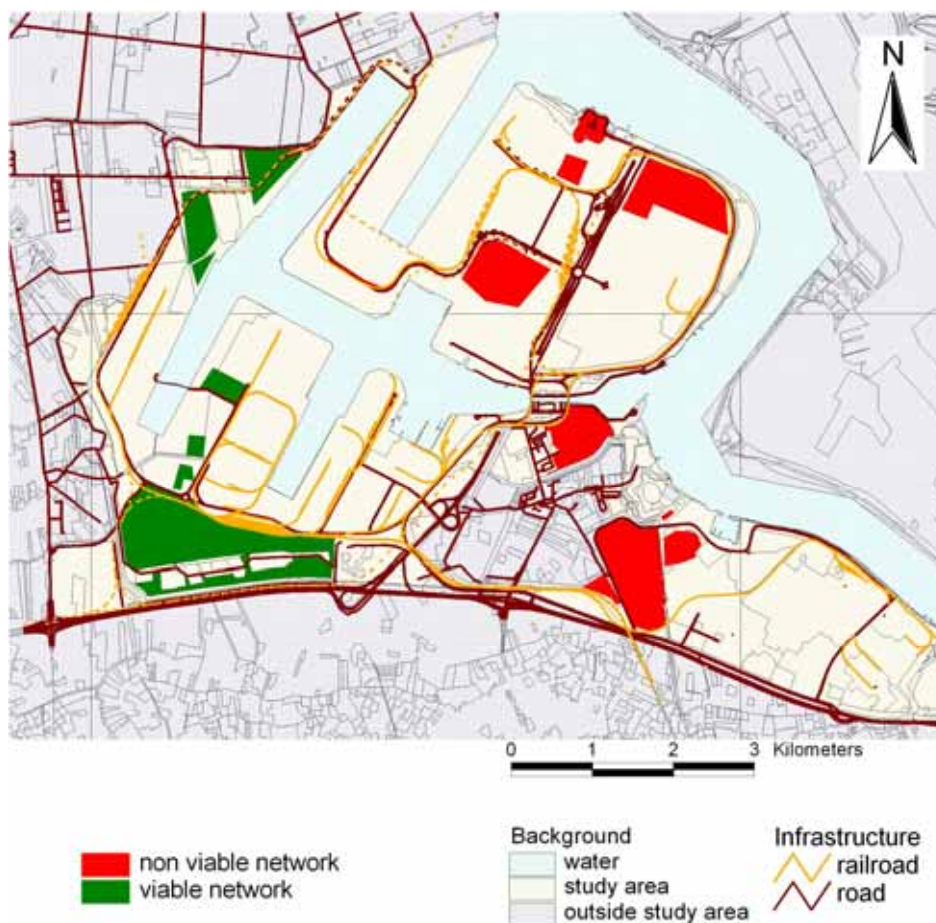 N
0 1 2 3 Kilometers
non viable network
viable network
Background
water
study area
outside study area
Infrastructure
railroad
road